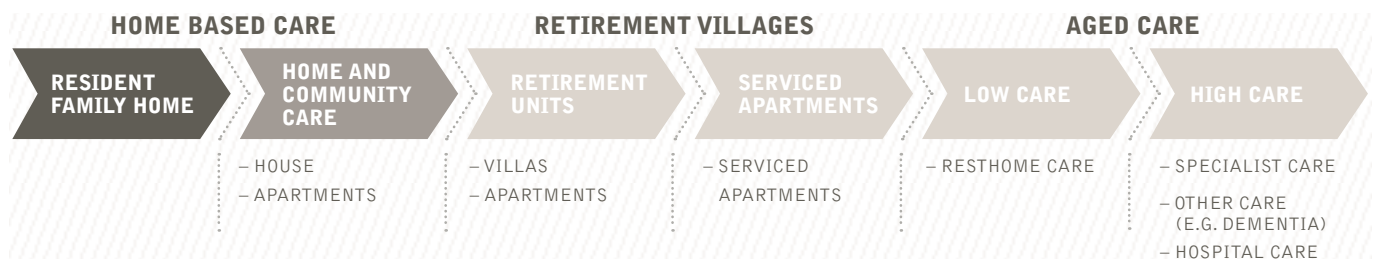 HOME BASED CARE
RETIREMENT VILLAGES
AGED CARE
RESIDENT
FAMILY HOME
HOME AND
COMMUNITY
CARE
RETIREMENT
UNITS
SERVICED
APARTMENTS
LOW CARE
HIGH CARE
– HOUSE
– APARTMENTS
– VILLAS
– APARTMENTS
– SERVICED
APARTMENTS
– RESTHOME CARE
– SPECIALIST CARE
– OTHER CARE
(E.G. DEMENTIA)
– HOSPITAL CARE